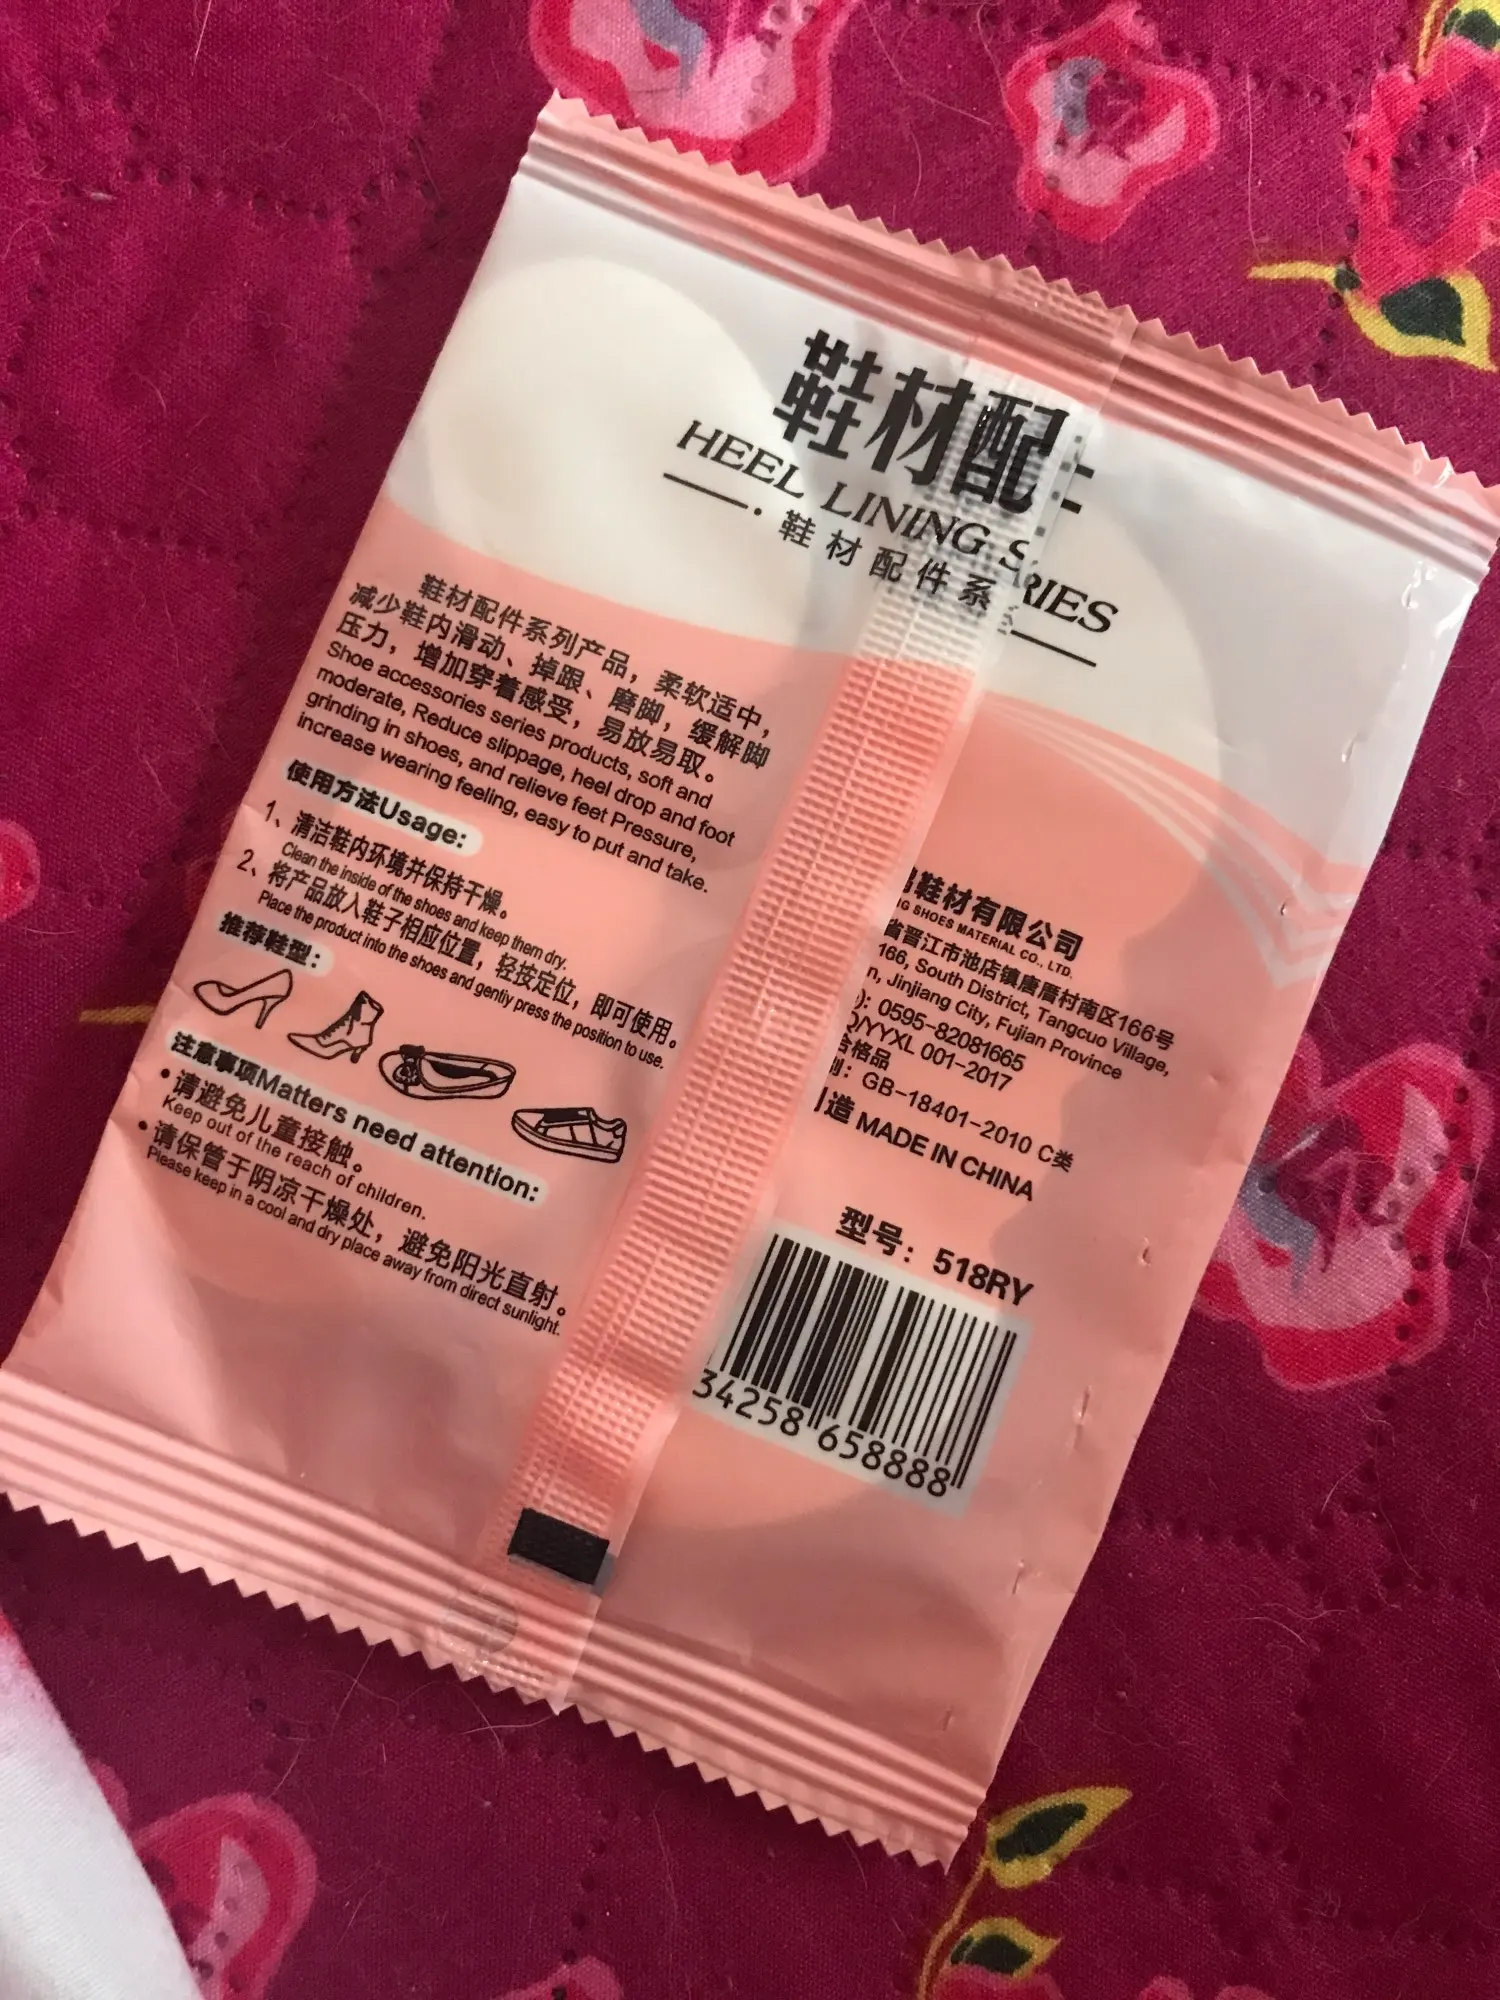 鞋材配件
HEEL LINING SERIES
鞋材配件系
鞋材配件系列产品，柔软适中，
减少鞋内滑动、掉跟、磨脚，缓解脚
压力，增加穿着感受，易放易取。
Shoe accessories series products, soft and
moderate, Reduce slippage, heel drop and foot
grinding in shoes, and relieve feet Pressure,
increase wearing feeling, easy to put and take.
使用方法Usage:
1、清洁鞋内环境并保持干燥。
Clean the inside of the shoes and keep them dry.
2、将产品放入鞋子相应位置，轻按定位，即可使用。
Place the product into the shoes and gently press the position to use.
推荐鞋型:
注意事项Matters need attention:
•请避免儿童接触。
Keep out of the reach of children.
•请保管于阴凉干燥处，避免阳光直射。
Please keep in a cool and dry place away from direct sunlight.
鞋材有限公司
SHOES MATERIAL CO., LTD.
省晋江市池店镇唐厝村南区166号
166, South District, Tangcuo Village,
Jinjiang City, Fujian Province
0595-82081665
/YYXL 001-2017
合格品
GB-18401-2010 C类
造 MADE IN CHINA
型号：518RY
34258 658888